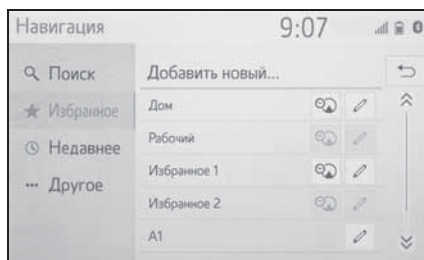 Навигация 9:07
Поиск
Избранное
Недавнее
Другое
Добавить новый...
Дом
Рабочий
Избранное 1
Избранное 2
A1